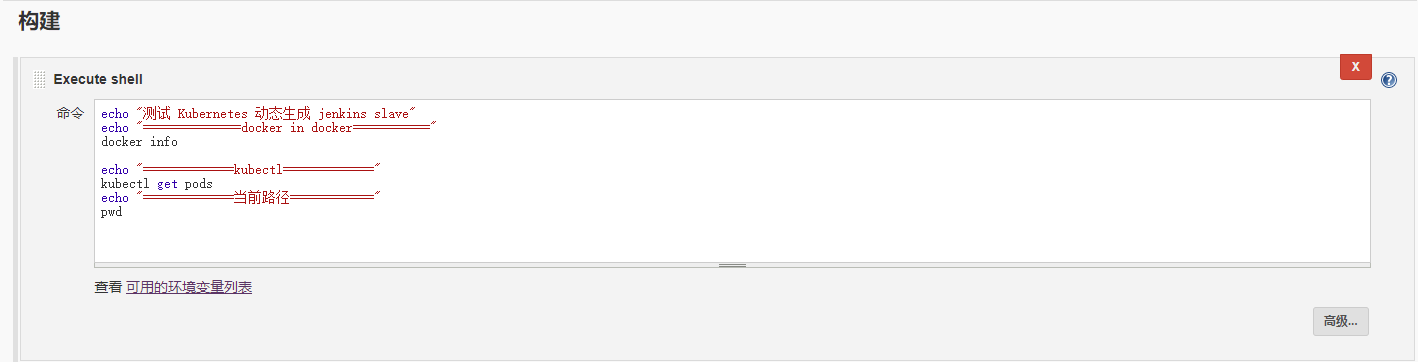 构建
X
Execute shell
命令
echo "测试 Kubernetes 动态生成 jenkins slave"
echo "==============docker in docker==========="
docker info
echo "=============kubectl============="
kubectl get pods
echo "=============当前路径============"
pwd
查看 可用的环境变量列表
高级...